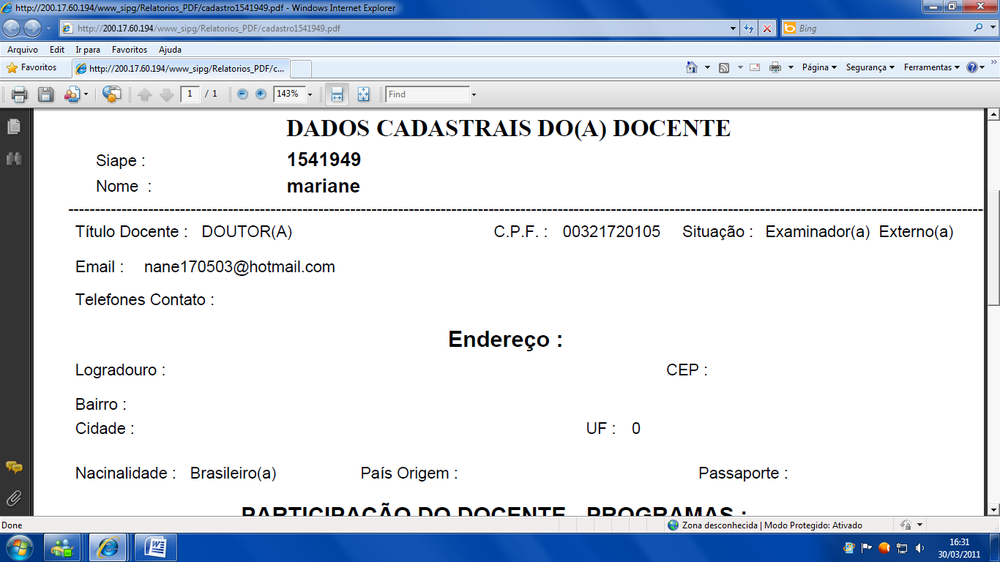 http://200.17.60.194/www_sipg/Relatorios_PDF/cadastro1541949.pdf - Windows Internet Explorer
http://200.17.60.194/www_sipg/Relatorios_PDF/cadastro1541949.pdf
Bing
Arquivo Edit Ir para Favoritos Ajuda
Favoritos http://200.17.60.194/www_sipg/Relatorios_PDF/c... Página Segurança Ferramentas
1 / 1 143% Find
DADOS CADASTRAIS DO(A) DOCENTE
Siape : 1541949
Nome : mariane
Título Docente : DOUTOR(A) C.P.F. : 00321720105 Situação : Examinador(a) Externo(a)
Email : nane170503@hotmail.com
Telefones Contato :
Endereço :
Logradouro : CEP :
Bairro :
Cidade : UF : 0
Nacinalidade : Brasileiro(a) País Origem : Passaporte :
PARTICIPAÇÃO DO DOCENTE PROGRAMAS :
Done Zona desconhecida | Modo Protegido: Ativado
16:31
30/03/2011